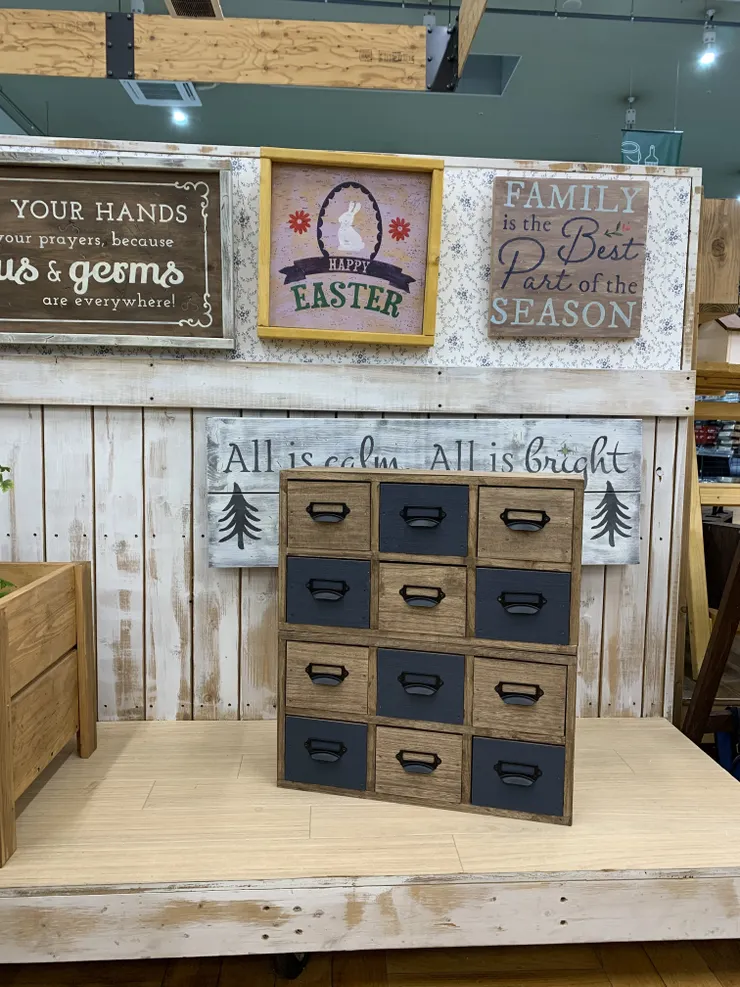 YOUR HANDS
your prayers, because
us & germs
are everywhere!
HAPPY
EASTER
FAMILY
is the Best
Part of the
SEASON
All is calm All is bright